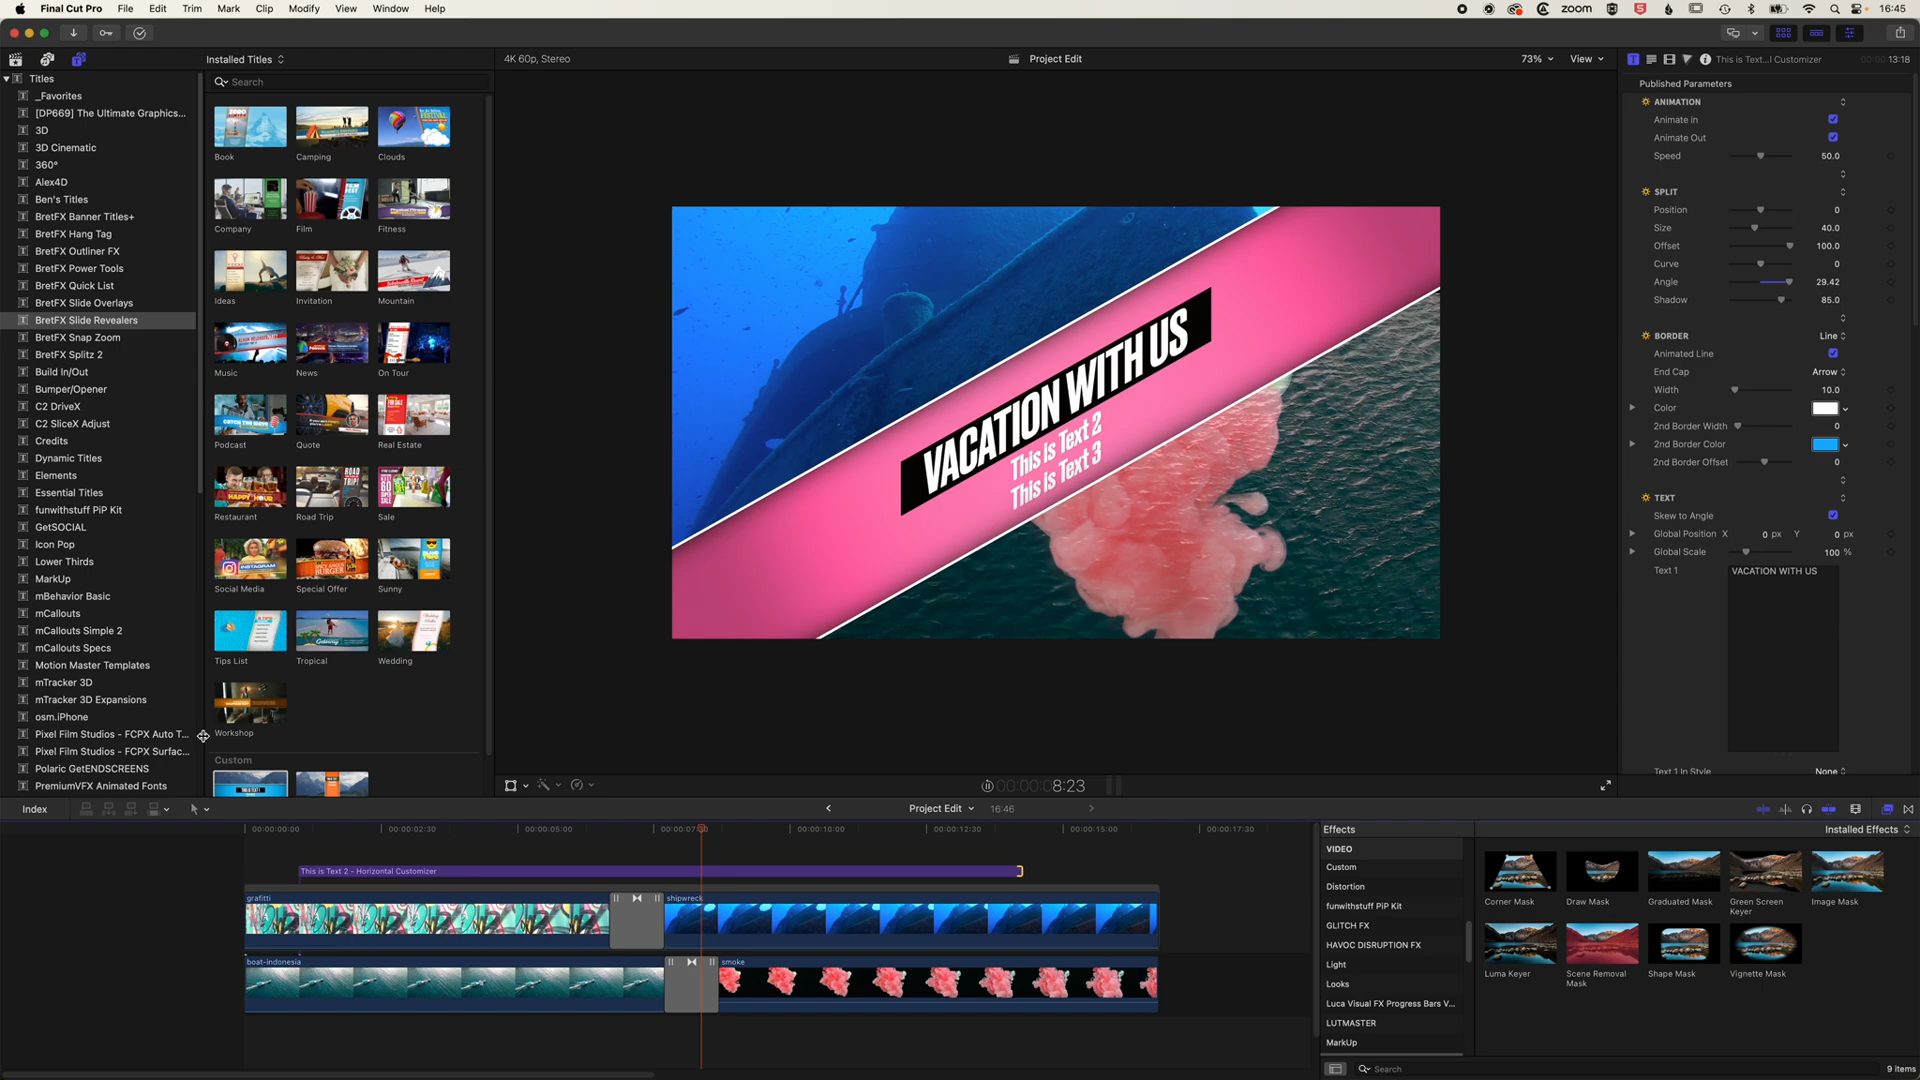 Final Cut Pro File Edit Trim Mark Clip Modify View Window Help zoom 16:45
Installed Titles 4K 60p, Stereo Project Edit 73% View This is Text...l Customizer 13:18
Search
Titles
_Favorites
[DP669] The Ultimate Graphics...
3D
3D Cinematic
360°
Alex4D
Ben's Titles
BretFX Banner Titles+
BretFX Hang Tag
BretFX Outliner FX
BretFX Power Tools
BretFX Quick List
BretFX Slide Overlays
BretFX Slide Revealers
BretFX Snap Zoom
BretFX Splitz 2
Build In/Out
Bumper/Opener
C2 DriveX
C2 SliceX Adjust
Credits
Dynamic Titles
Elements
Essential Titles
funwithstuff PiP Kit
GetSOCIAL
Icon Pop
Lower Thirds
MarkUp
mBehavior Basic
mCallouts
mCallouts Simple 2
mCallouts Specs
Motion Master Templates
mTracker 3D
mTracker 3D Expansions
osm.iPhone
Pixel Film Studios - FCPX Auto T...
Pixel Film Studios - FCPX Surfac...
Polaric GetENDSCREENS
PremiumVFX Animated Fonts
Book Camping Clouds
Company Film Fitness
Ideas Invitation Mountain
Music News On Tour
Podcast Quote Real Estate
Restaurant Road Trip Sale
Social Media Special Offer Sunny
Tips List Tropical Wedding
Workshop
Custom
VACATION WITH US
This is Text 2
This is Text 3
00:00:00:08:23
Published Parameters
ANIMATION
Animate in
Animate Out
Speed 50.0
SPLIT
Position 0
Size 40.0
Offset 100.0
Curve 0
Angle 29.42
Shadow 85.0
BORDER Line
Animated Line
End Cap Arrow
Width 10.0
Color
2nd Border Width 0
2nd Border Color
2nd Border Offset 0
TEXT
Skew to Angle
Global Position X 0 px Y 0 px
Global Scale 100 %
Text 1 VACATION WITH US
Text 1 In Style None
Index Project Edit 16:46
00:00:00:00 00:00:02:30 00:00:05:00 00:00:07: 00:00:10:00 00:00:12:30 00:00:15:00 00:00:17:30
This is Text 2 - Horizontal Customizer
grafitti shipwreck
boat-indonesia smoke
Effects Installed Effects
VIDEO
Custom
Distortion
funwithstuff PiP Kit
GLITCH FX
HAVOC DISRUPTION FX
Light
Looks
Luca Visual FX Progress Bars V...
LUTMASTER
MarkUp
Corner Mask Draw Mask Graduated Mask Green Screen Keyer Image Mask
Luma Keyer Scene Removal Mask Shape Mask Vignette Mask
Search 9 items